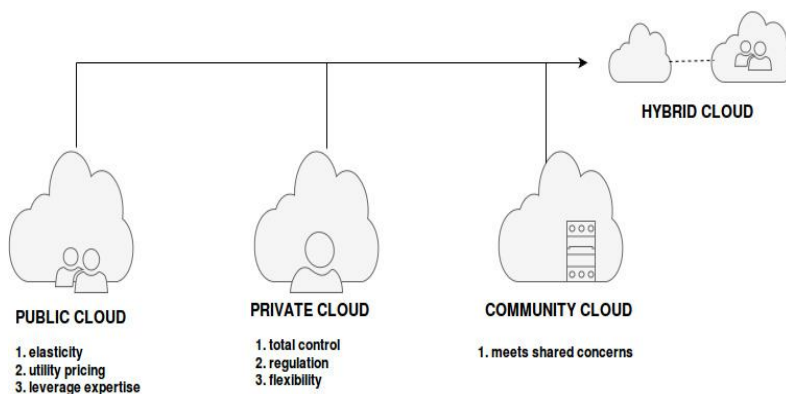 HYBRID CLOUD
PUBLIC CLOUD
1. elasticity
2. utility pricing
3. leverage expertise
PRIVATE CLOUD
1. total control
2. regulation
3. flexibility
COMMUNITY CLOUD
1. meets shared concerns